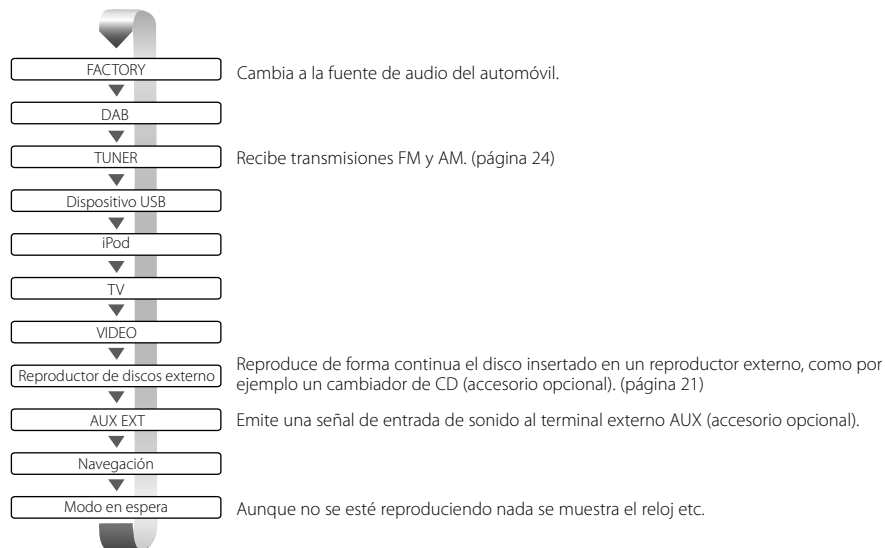 FACTORY
Cambia a la fuente de audio del automóvil.
DAB
TUNER
Recibe transmisiones FM y AM. (página 24)
Dispositivo USB
iPod
TV
VIDEO
Reproductor de discos externo
Reproduce de forma continua el disco insertado en un reproductor externo, como por
ejemplo un cambiador de CD (accesorio opcional). (página 21)
AUX EXT
Emite una señal de entrada de sonido al terminal externo AUX (accesorio opcional).
Navegación
Modo en espera
Aunque no se esté reproduciendo nada se muestra el reloj etc.